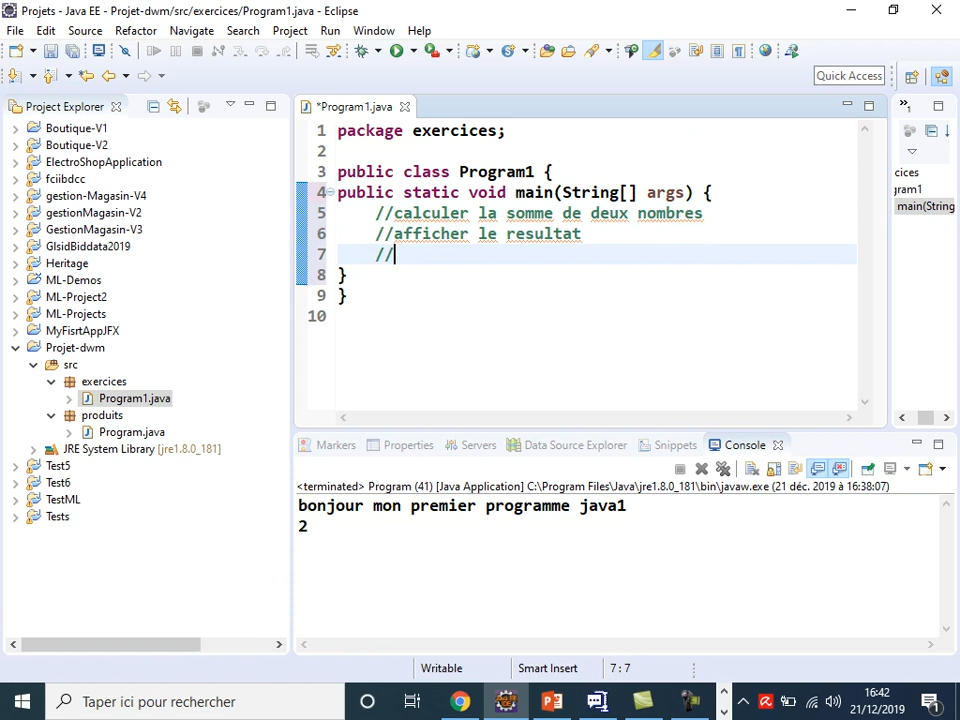 Projets - Java EE - Projet-dwm/src/exercices/Program1.java - Eclipse
File Edit Source Refactor Navigate Search Project Run Window Help
Quick Access
Project Explorer
Boutique-V1
Boutique-V2
ElectroShopApplication
fciibdcc
gestion-Magasin-V4
gestionMagasin-V2
GestionMagasin-V3
GlsidBiddata2019
Heritage
ML-Demos
ML-Project2
ML-Projects
MyFisrtAppJFX
Projet-dwm
src
exercices
Program1.java
produits
Program.java
JRE System Library [jre1.8.0_181]
Test5
Test6
TestML
Tests
*Program1.java
1 package exercices;
2
3 public class Program1 {
4 public static void main(String[] args) {
5 //calculer la somme de deux nombres
6 //afficher le resultat
7 //
8 }
9 }
10
»1
cices
gram1
main(String
Markers Properties Servers Data Source Explorer Snippets Console
<terminated> Program (41) [Java Application] C:\Program Files\Java\jre1.8.0_181\bin\javaw.exe (21 déc. 2019 à 16:38:07)
bonjour mon premier programme java1
2
Writable Smart Insert 7 : 7
Taper ici pour rechercher
16:42
21/12/2019
1